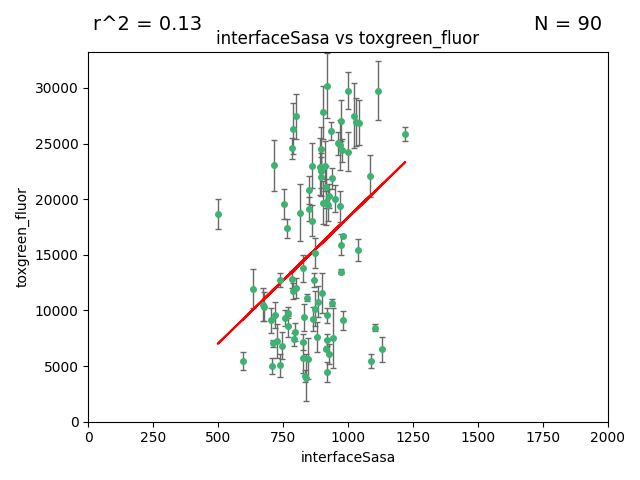 r^2 = 0.13
N = 90
interfaceSasa vs toxgreen_fluor
30000
25000
20000
15000
10000
5000
0
toxgreen_fluor
0 250 500 750 1000 1250 1500 1750 2000
interfaceSasa